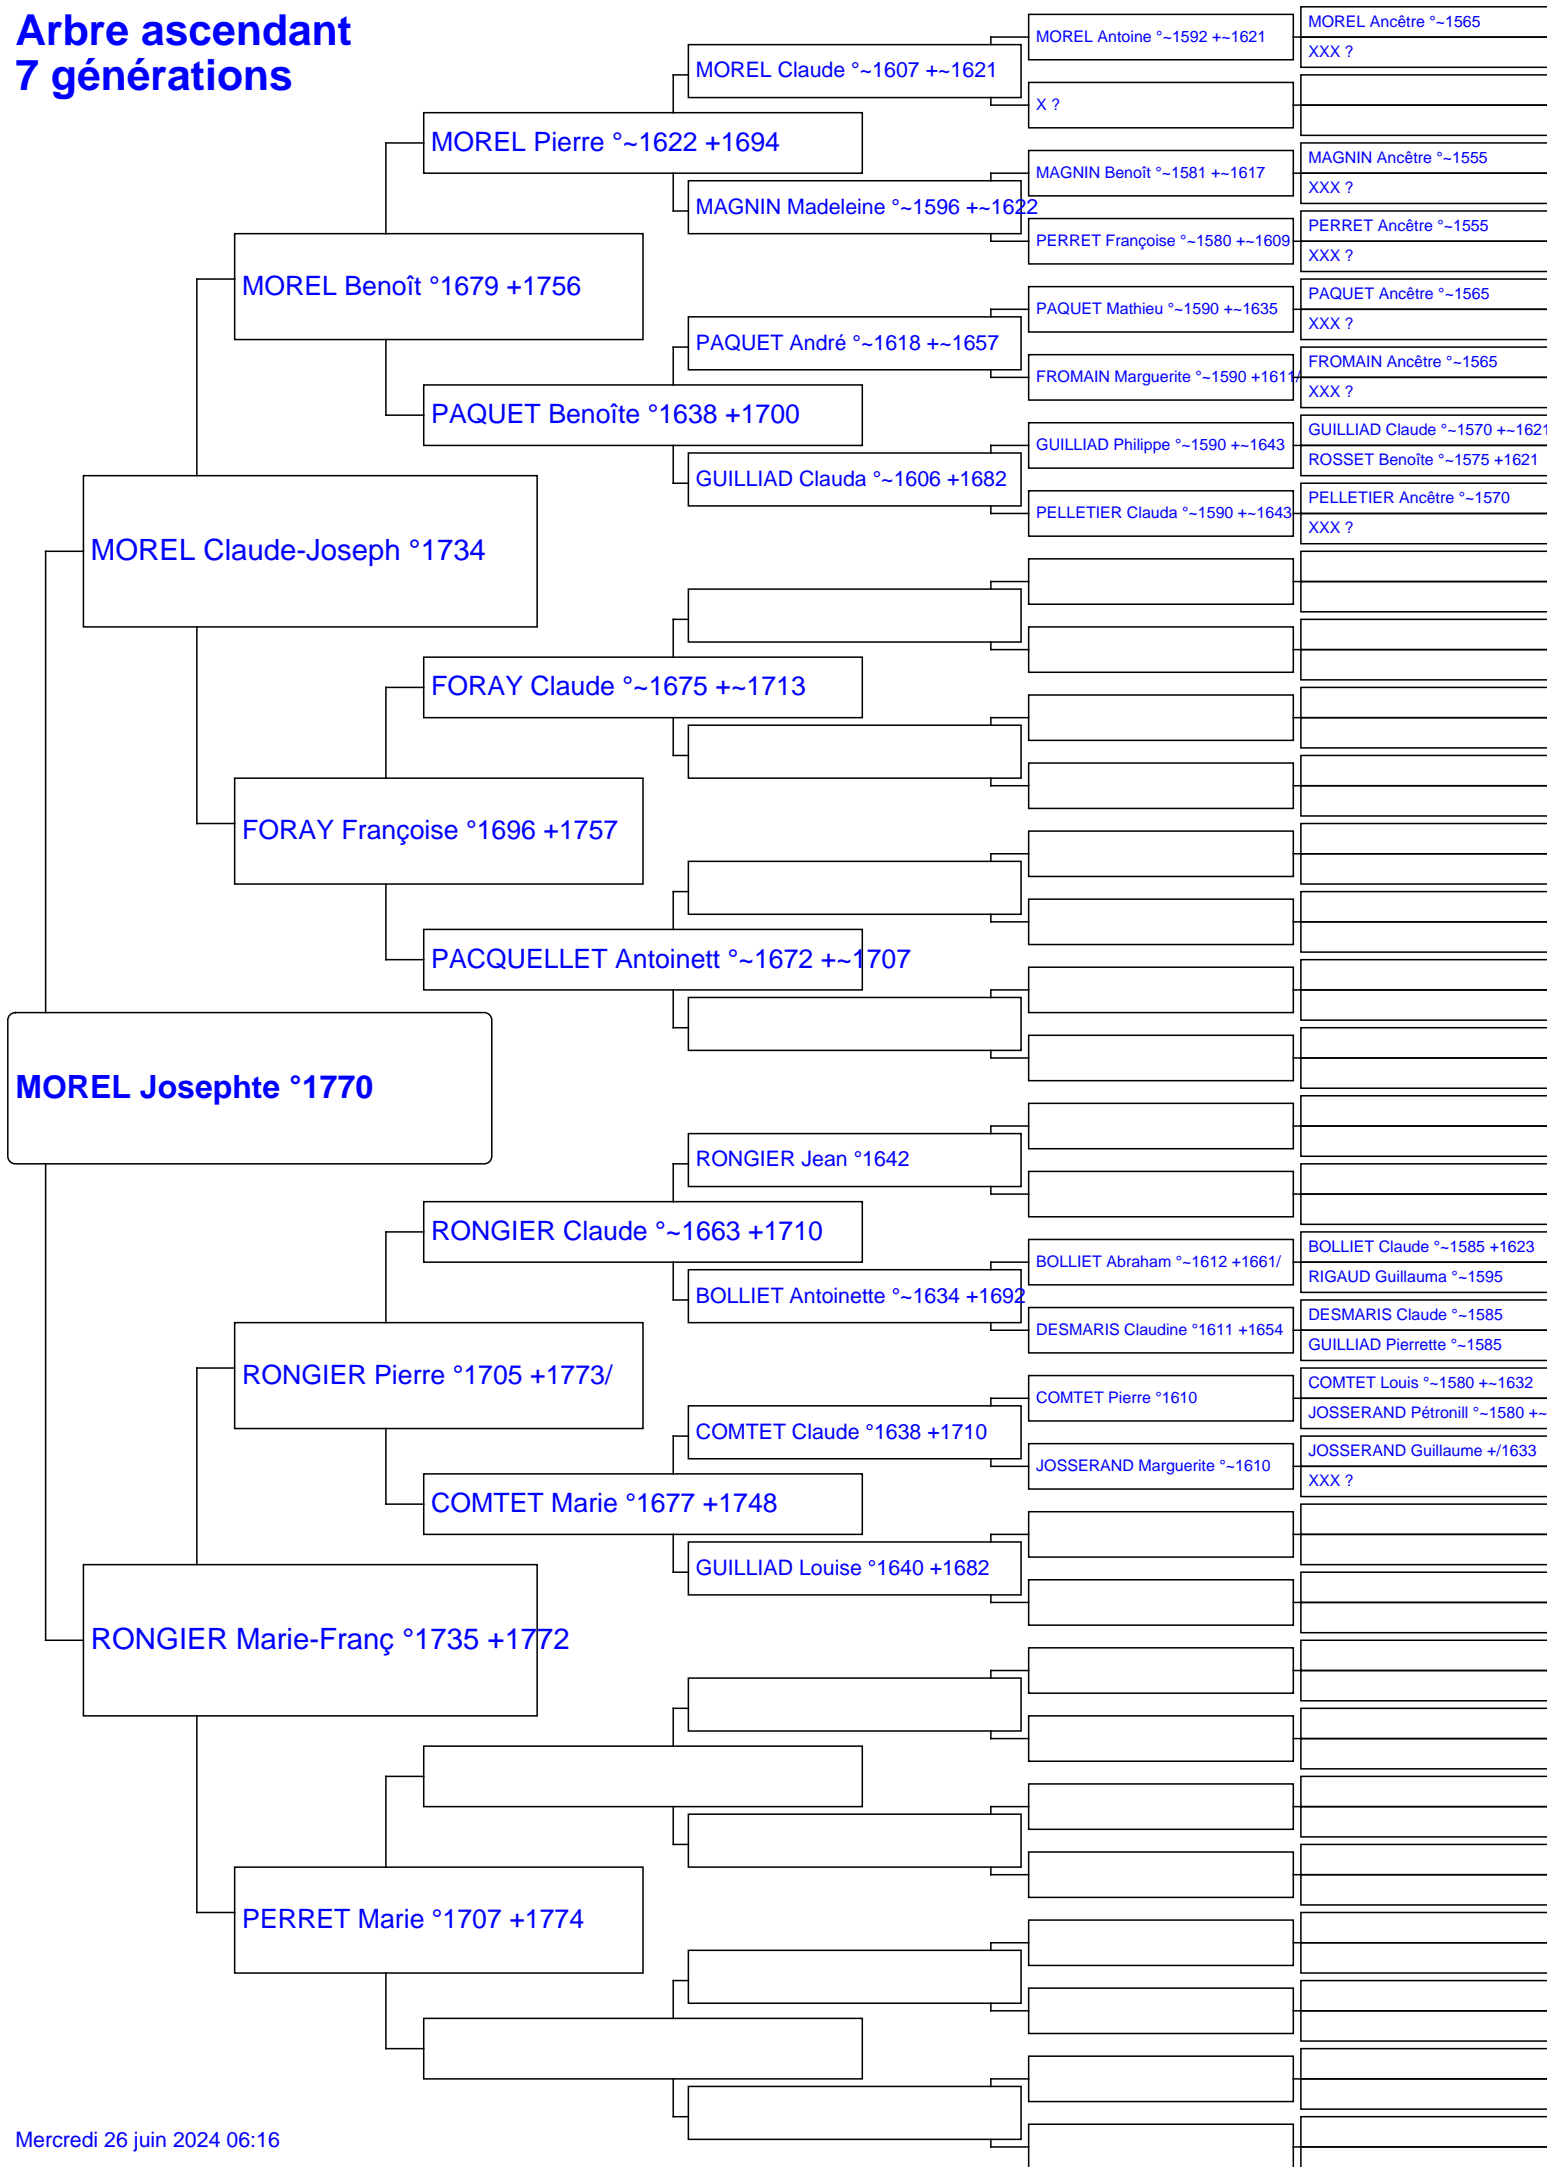 Arbre ascendant
7 générations
MOREL Josephte °1770
MOREL Claude-Joseph °1734
RONGIER Marie-Franç °1735 +1772
MOREL Benoît °1679 +1756
FORAY Françoise °1696 +1757
RONGIER Pierre °1705 +1773/
PERRET Marie °1707 +1774
MOREL Pierre °~1622 +1694
PAQUET Benoîte °1638 +1700
FORAY Claude °~1675 +~1713
PACQUELLET Antoinett °~1672 +~1707
RONGIER Claude °~1663 +1710
COMTET Marie °1677 +1748
MOREL Claude °~1607 +~1621
MAGNIN Madeleine °~1596 +~1622
PAQUET André °~1618 +~1657
GUILLIAD Clauda °~1606 +1682
RONGIER Jean °1642
BOLLIET Antoinette °~1634 +1692
COMTET Claude °1638 +1710
GUILLIAD Louise °1640 +1682
MOREL Antoine °~1592 +~1621
X ?
MAGNIN Benoît °~1581 +~1617
PERRET Françoise °~1580 +~1609
PAQUET Mathieu °~1590 +~1635
FROMAIN Marguerite °~1590 +1611/
GUILLIAD Philippe °~1590 +~1643
PELLETIER Clauda °~1590 +~1643
BOLLIET Abraham °~1612 +1661/
DESMARIS Claudine °1611 +1654
COMTET Pierre °1610
JOSSERAND Marguerite °~1610
MOREL Ancêtre °~1565
XXX ?
MAGNIN Ancêtre °~1555
XXX ?
PERRET Ancêtre °~1555
XXX ?
PAQUET Ancêtre °~1565
XXX ?
FROMAIN Ancêtre °~1565
XXX ?
GUILLIAD Claude °~1570 +~1621
ROSSET Benoîte °~1575 +1621
PELLETIER Ancêtre °~1570
XXX ?
BOLLIET Claude °~1585 +1623
RIGAUD Guillauma °~1595
DESMARIS Claude °~1585
GUILLIAD Pierrette °~1585
COMTET Louis °~1580 +~1632
JOSSERAND Pétronill °~1580 +~
JOSSERAND Guillaume +/1633
XXX ?
Mercredi 26 juin 2024 06:16